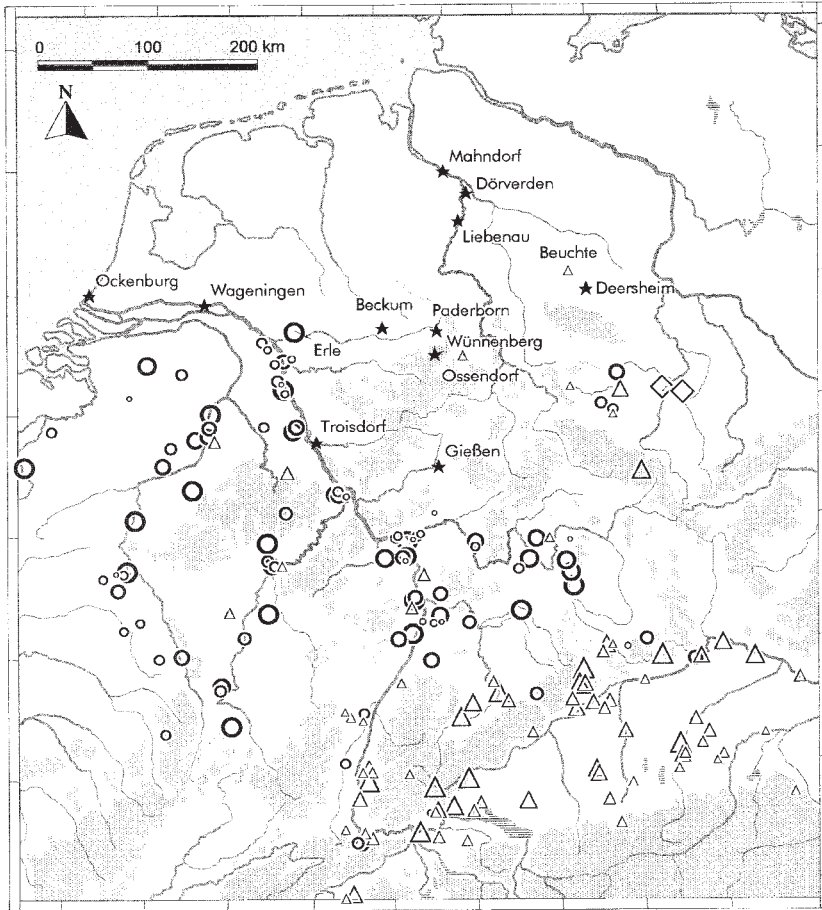 0 100 200 km
N
Mahndorf
Dörverden
Liebenau
Beuchte
Deersheim
Ockenburg
Wageningen
Beckum
Paderborn
Erle
Wünnenberg
Ossendorf
Troisdorf
Gießen